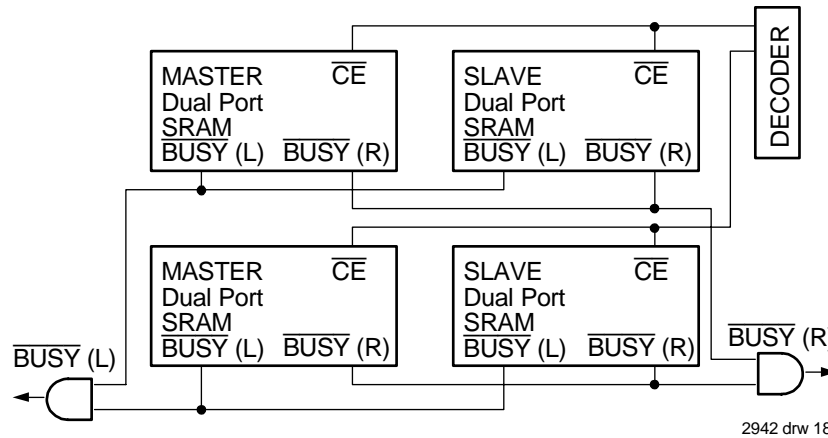 MASTER CE
Dual Port
SRAM
BUSY (L) BUSY (R)
SLAVE CE
Dual Port
SRAM
BUSY (L) BUSY (R)
DECODER
MASTER CE
Dual Port
SRAM
BUSY (L) BUSY (R)
SLAVE CE
Dual Port
SRAM
BUSY (L) BUSY (R)
BUSY (L)
BUSY (R
2942 drw 18